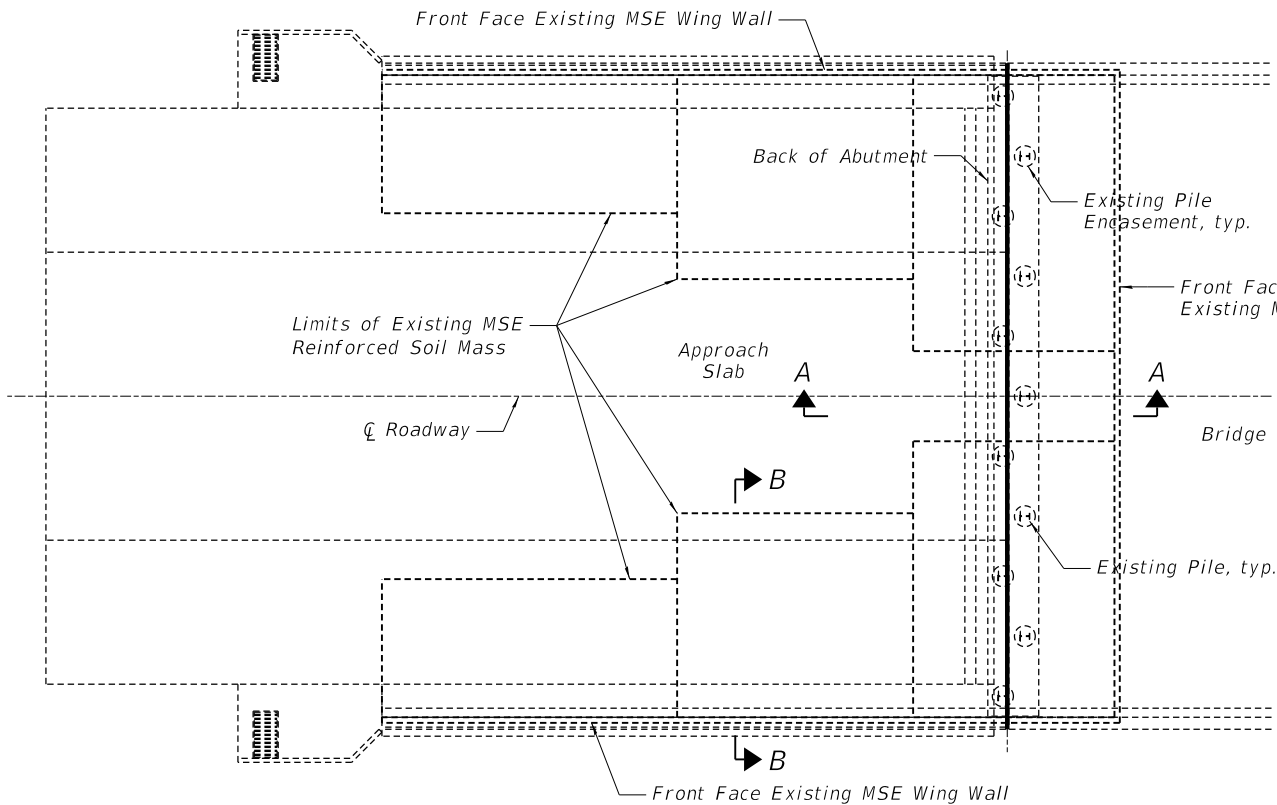 Front Face Existing MSE Wing Wall
Back of Abutment
Existing Pile
Encasement, typ.
Front
Existing
Limits of Existing MSE
Reinforced Soil Mass
Approach
Slab
A
A
℄ Roadway
Bridge
B
Existing Pile, typ.
B
Front Face Existing MSE Wing Wall